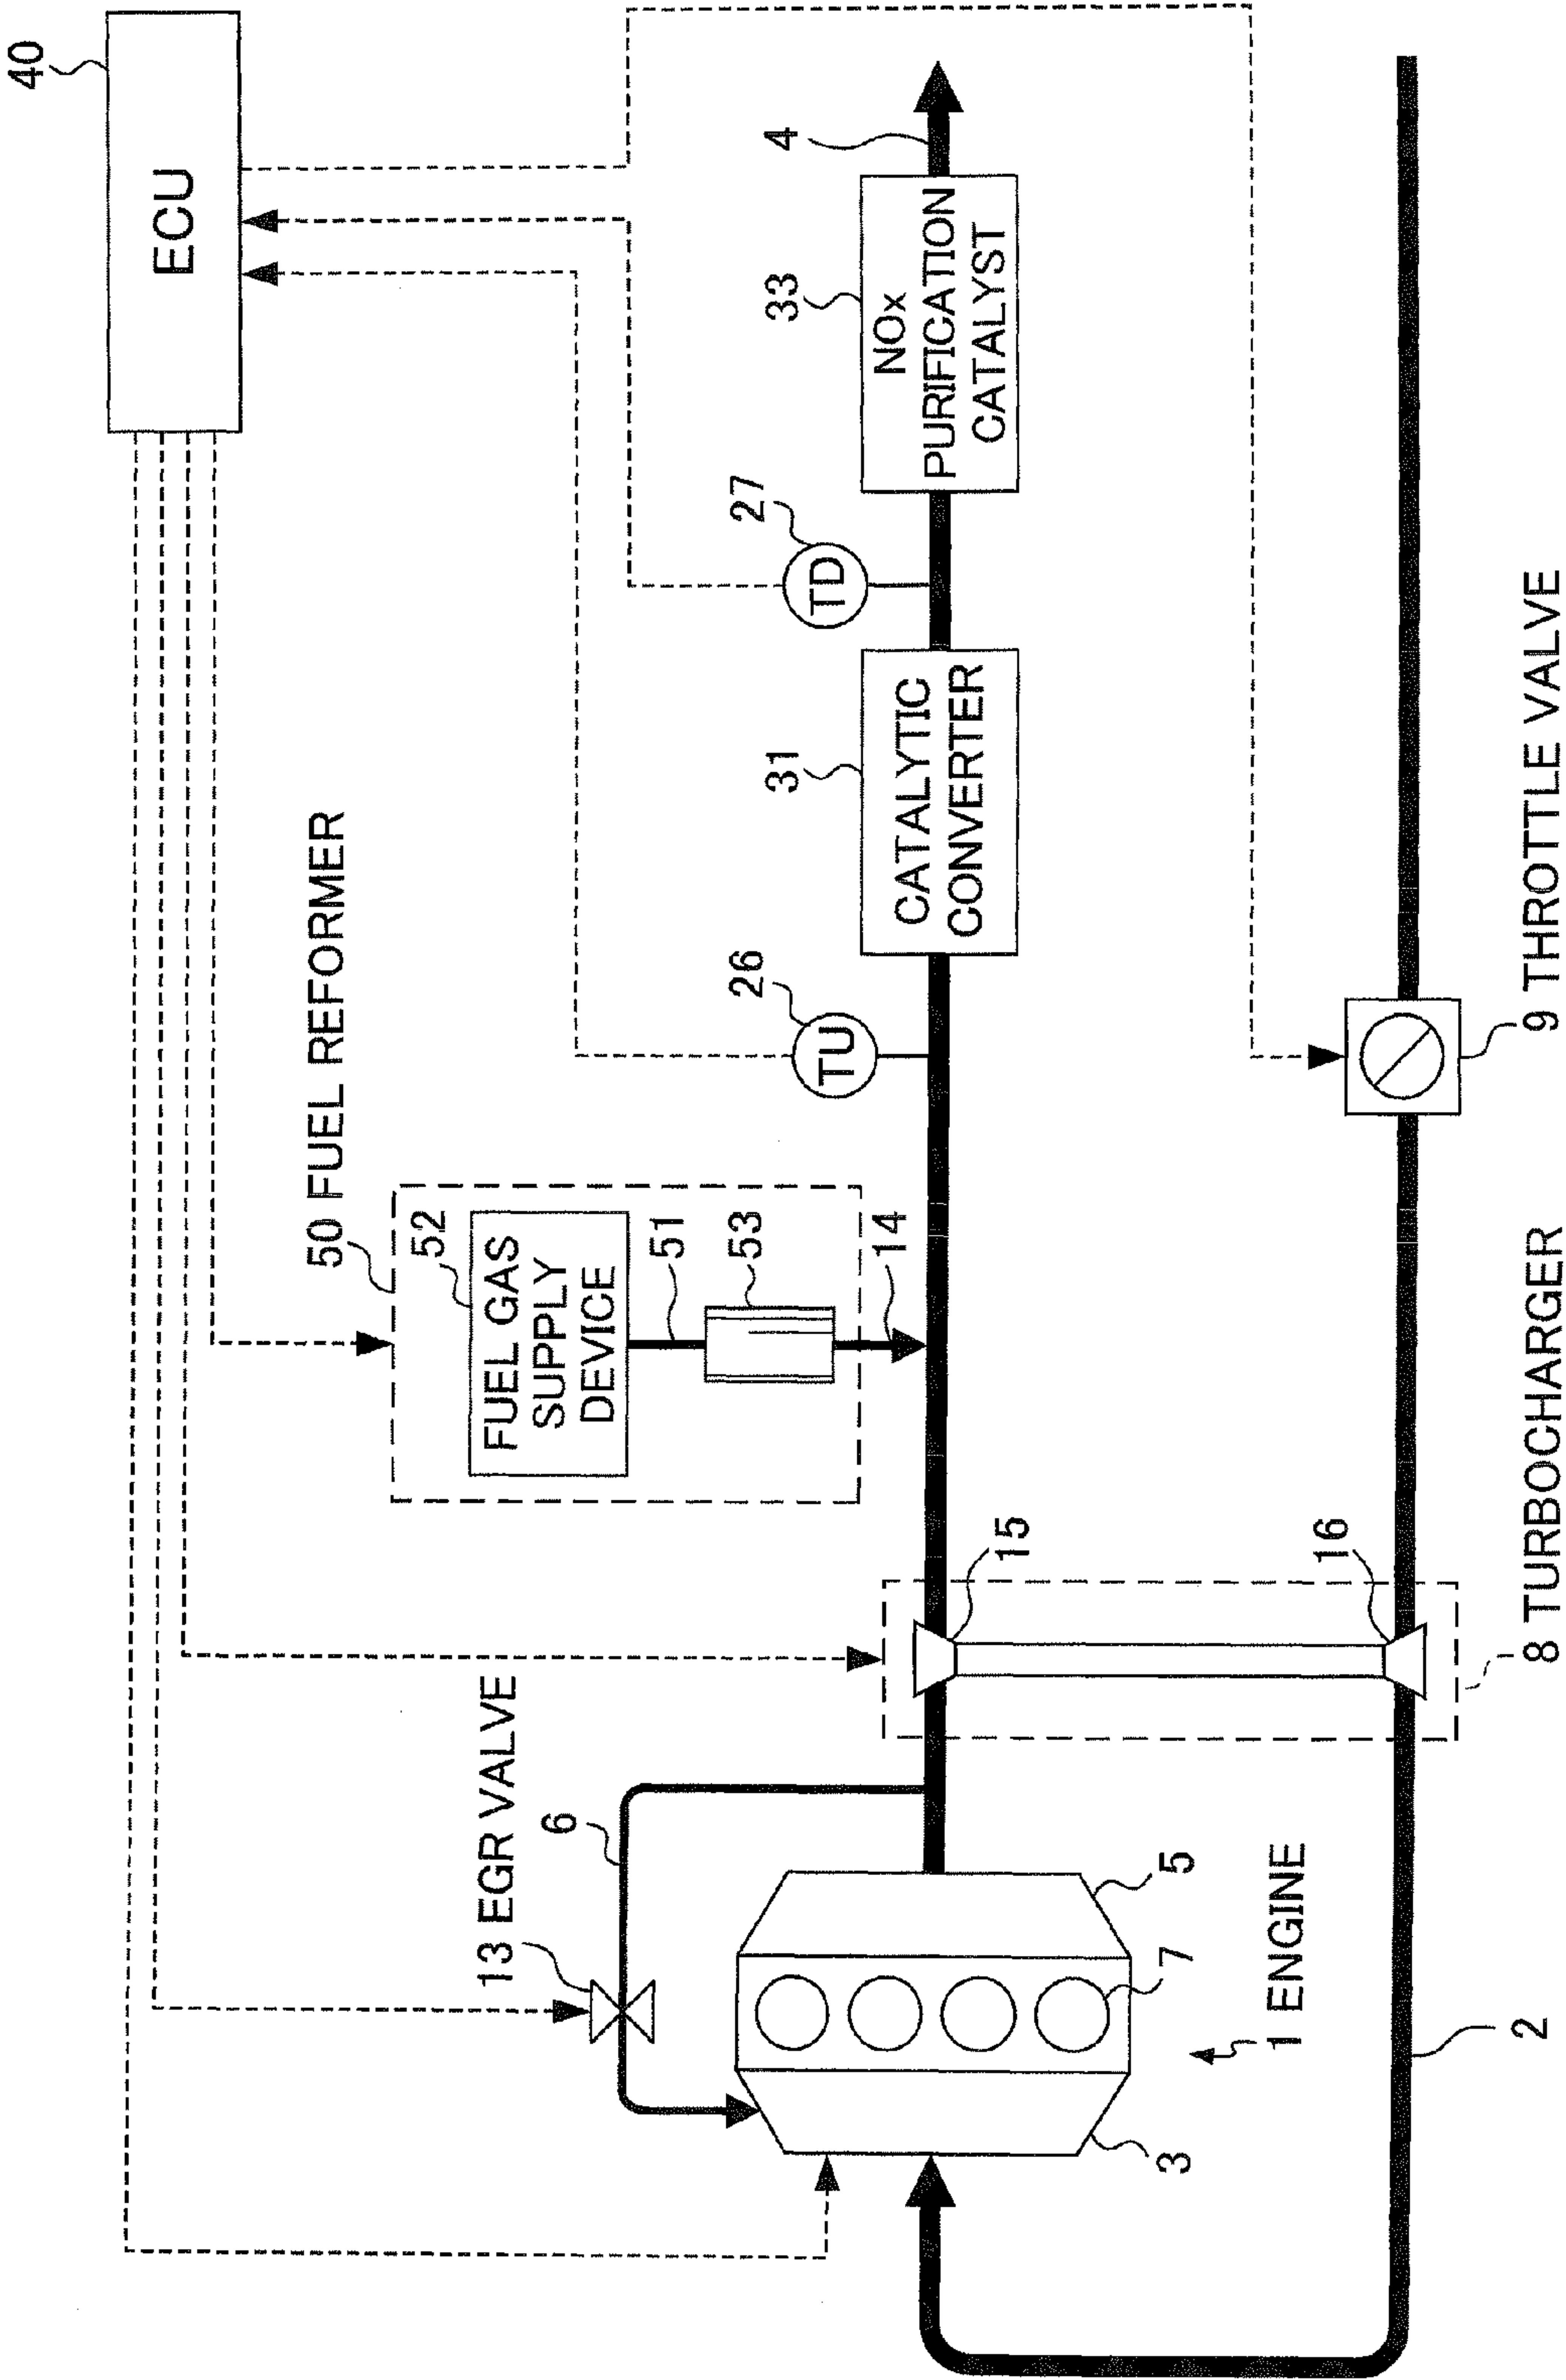 40
ECU
50 FUEL REFORMER
52
FUEL GAS
SUPPLY
DEVICE
51
53
14
13 EGR VALVE
6
26
TU
31
CATALYTIC
CONVERTER
27
TD
33
NOx
PURIFICATION
CATALYST
4
5
7
3
1 ENGINE
15
16
8 TURBOCHARGER
9 THROTTLE VALVE
2